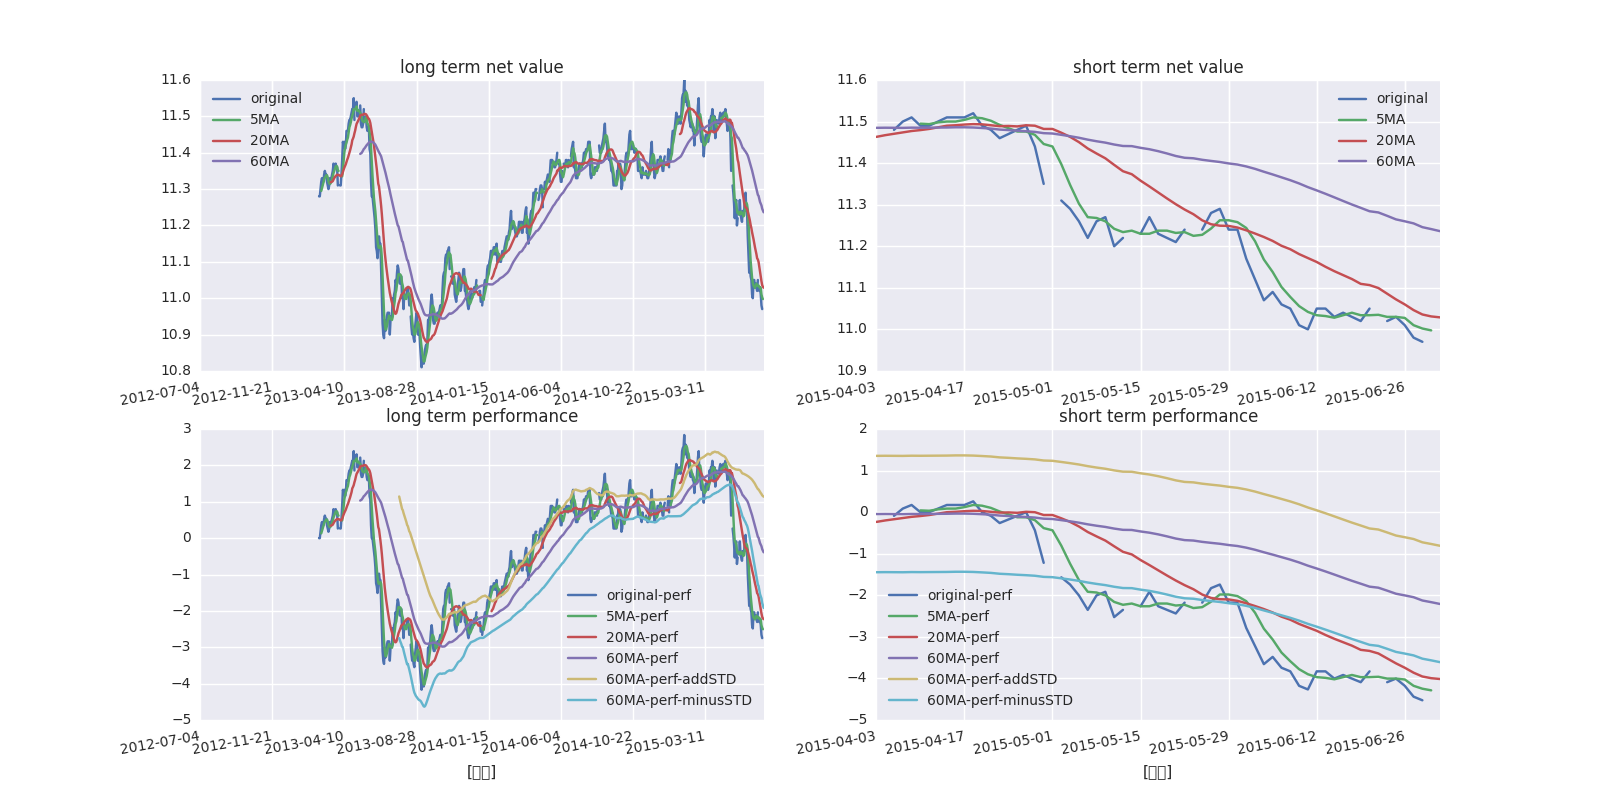 long term net value
11.6
11.5
11.4
11.3
11.2
11.1
11.0
10.9
10.8
original
5MA
20MA
60MA
2012-07-04 2012-11-21 2013-04-10 2013-08-28 2014-01-15 2014-06-04 2014-10-22 2015-03-11
short term net value
11.6
11.5
11.4
11.3
11.2
11.1
11.0
10.9
original
5MA
20MA
60MA
2015-04-03 2015-04-17 2015-05-01 2015-05-15 2015-05-29 2015-06-12 2015-06-26
long term performance
3
2
1
0
−1
−2
−3
−4
−5
original-perf
5MA-perf
20MA-perf
60MA-perf
60MA-perf-addSTD
60MA-perf-minusSTD
2012-07-04 2012-11-21 2013-04-10 2013-08-28 2014-01-15 2014-06-04 2014-10-22 2015-03-11
short term performance
2
1
0
−1
−2
−3
−4
−5
original-perf
5MA-perf
20MA-perf
60MA-perf
60MA-perf-addSTD
60MA-perf-minusSTD
2015-04-03 2015-04-17 2015-05-01 2015-05-15 2015-05-29 2015-06-12 2015-06-26